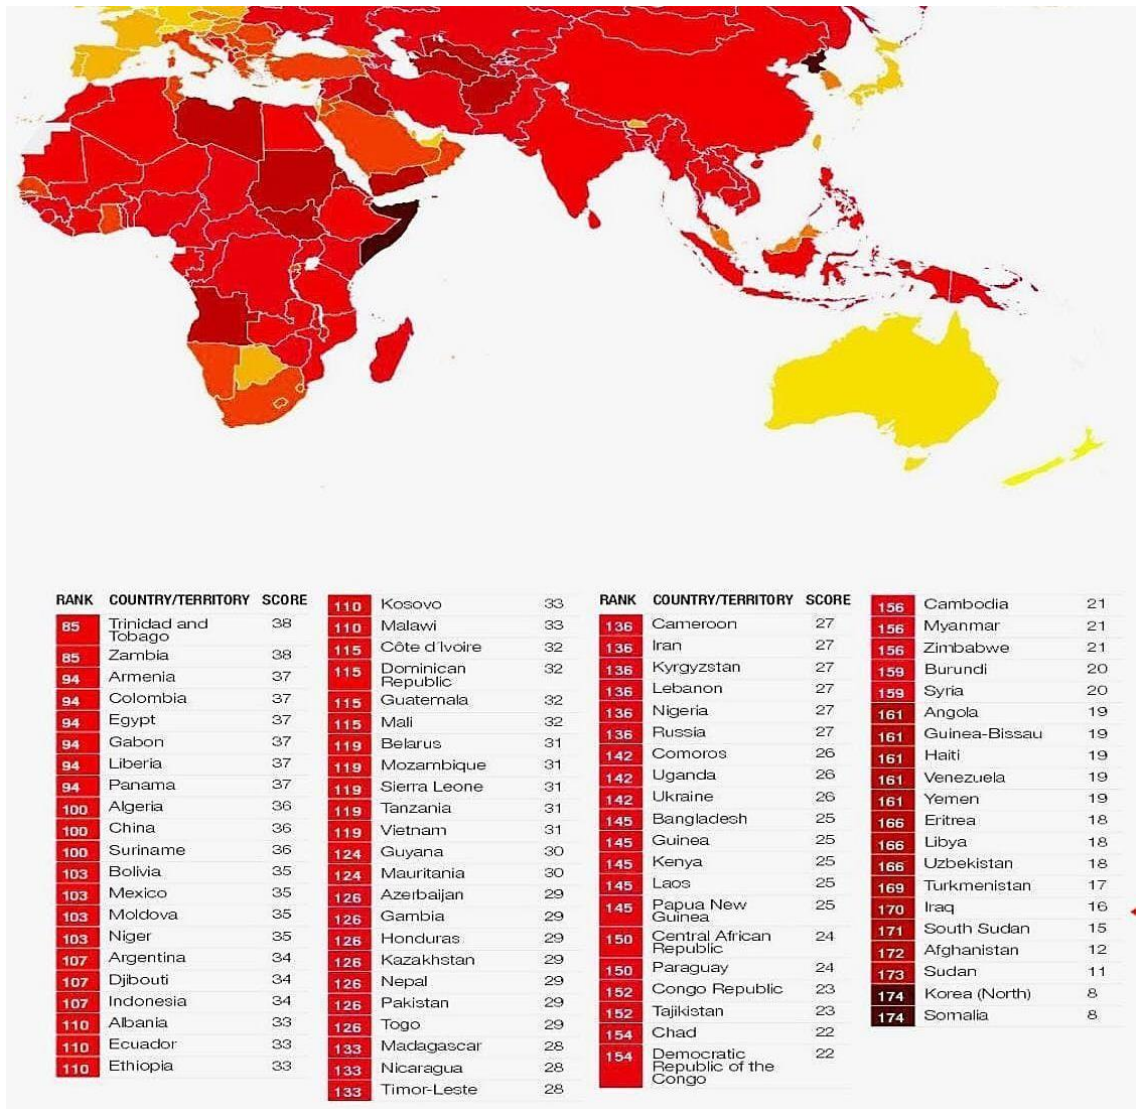 RANK COUNTRY/TERRITORY SCORE
85 Trinidad and Tobago 38
85 Zambia 38
94 Armenia 37
94 Colombia 37
94 Egypt 37
94 Gabon 37
94 Liberia 37
94 Panama 37
100 Algeria 36
100 China 36
100 Suriname 36
103 Bolivia 35
103 Mexico 35
103 Moldova 35
103 Niger 35
107 Argentina 34
107 Djibouti 34
107 Indonesia 34
110 Albania 33
110 Ecuador 33
110 Ethiopia 33
110 Kosovo 33
110 Malawi 33
115 Côte d'Ivoire 32
115 Dominican Republic 32
115 Guatemala 32
115 Mali 32
119 Belarus 31
119 Mozambique 31
119 Sierra Leone 31
119 Tanzania 31
119 Vietnam 31
124 Guyana 30
124 Mauritania 30
126 Azerbaijan 29
126 Gambia 29
126 Honduras 29
126 Kazakhstan 29
126 Nepal 29
126 Pakistan 29
126 Togo 29
133 Madagascar 28
133 Nicaragua 28
133 Timor-Leste 28
RANK COUNTRY/TERRITORY SCORE
136 Cameroon 27
136 Iran 27
136 Kyrgyzstan 27
136 Lebanon 27
136 Nigeria 27
136 Russia 27
142 Comoros 26
142 Uganda 26
142 Ukraine 26
145 Bangladesh 25
145 Guinea 25
145 Kenya 25
145 Laos 25
145 Papua New Guinea 25
150 Central African Republic 24
150 Paraguay 24
152 Congo Republic 23
152 Tajikistan 23
154 Chad 22
154 Democratic Republic of the Congo 22
156 Cambodia 21
156 Myanmar 21
156 Zimbabwe 21
159 Burundi 20
159 Syria 20
161 Angola 19
161 Guinea-Bissau 19
161 Haiti 19
161 Venezuela 19
161 Yemen 19
166 Eritrea 18
166 Libya 18
166 Uzbekistan 18
169 Turkmenistan 17
170 Iraq 16
171 South Sudan 15
172 Afghanistan 12
173 Sudan 11
174 Korea (North) 8
174 Somalia 8